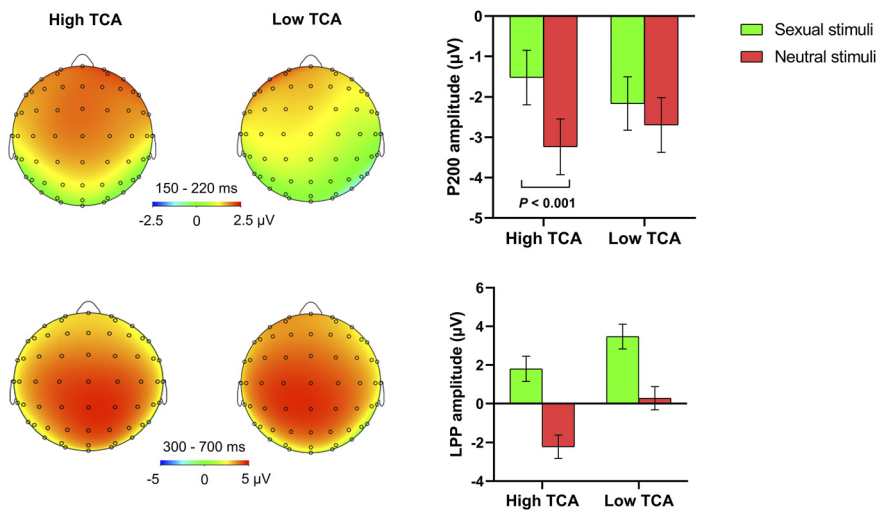 High TCA
Low TCA
150 - 220 ms
-2.5 0 2.5 µV
P200 amplitude (µV)
0
-1
-2
-3
-4
-5
P < 0.001
High TCA Low TCA
Sexual stimuli
Neutral stimuli
300 - 700 ms
-5 0 5 µV
LPP amplitude (µV)
6
4
2
0
-2
-4
High TCA Low TCA